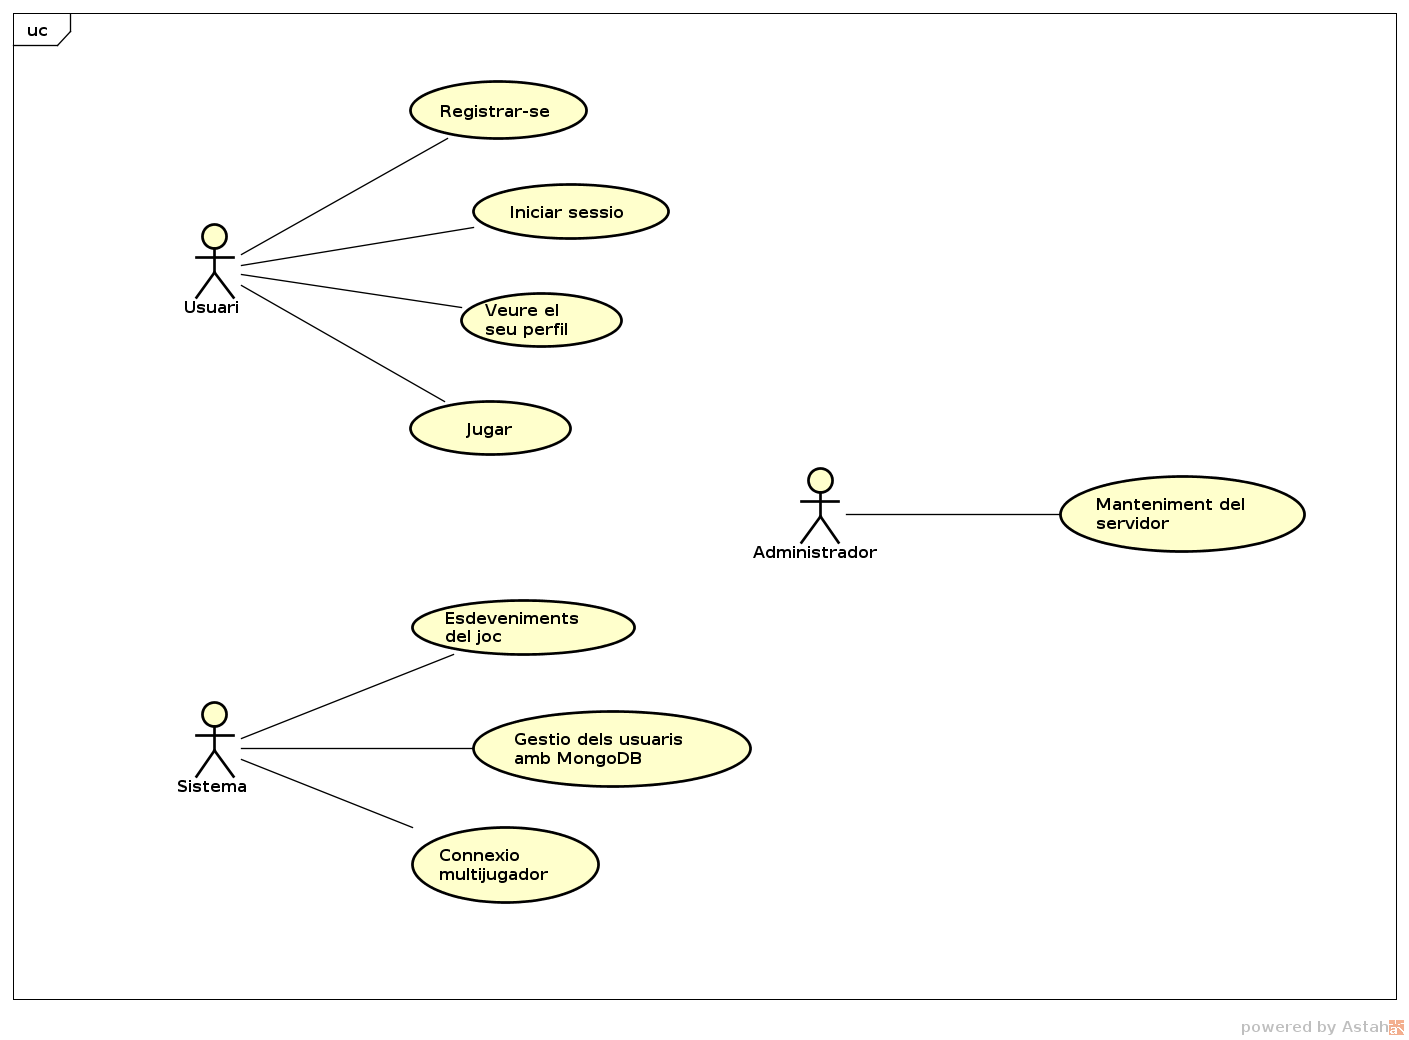 uc
Registrar-se
Iniciar sessio
Usuari
Veure el
seu perfil
Jugar
Administrador
Manteniment del
servidor
Esdeveniments
del joc
Sistema
Gestio dels usuaris
amb MongoDB
Connexio
multijugador
powered by Astah